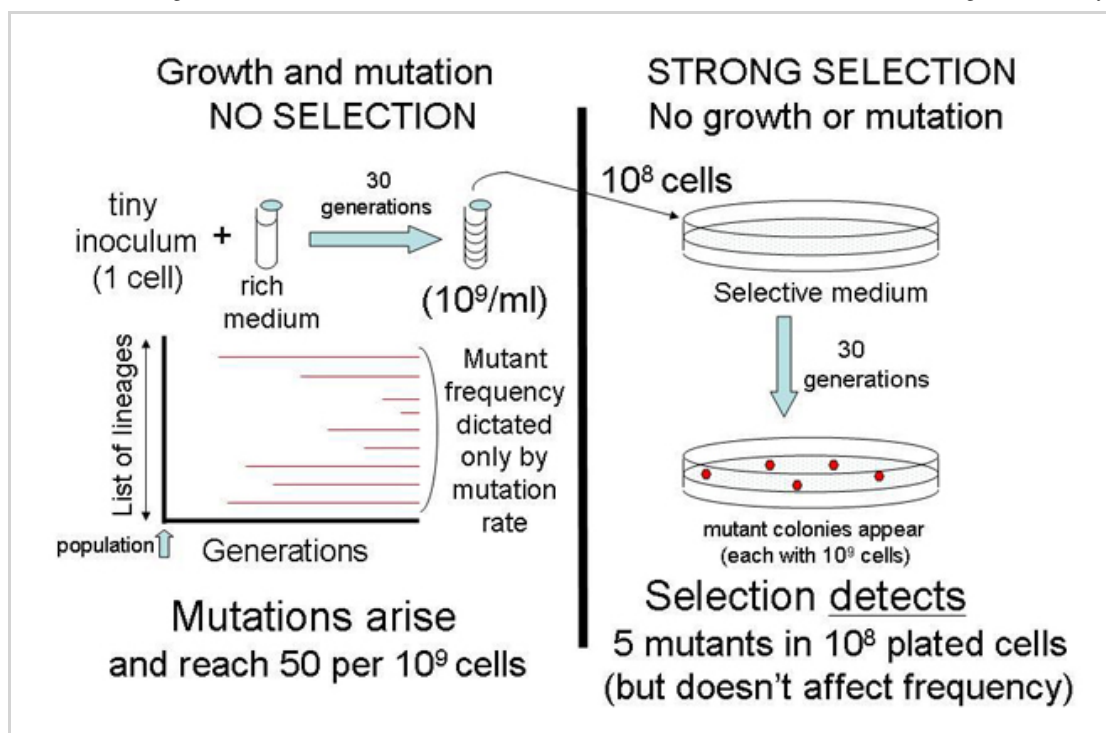 Growth and mutation
NO SELECTION
tiny
inoculum
(1 cell)
+
rich
medium
30
generations
(10⁹/ml)
List of lineages
population
Generations
Mutant
frequency
dictated
only by
mutation
rate
Mutations arise
and reach 50 per 10⁹ cells
STRONG SELECTION
No growth or mutation
10⁸ cells
Selective medium
30
generations
mutant colonies appear
(each with 10⁹ cells)
Selection detects
5 mutants in 10⁸ plated cells
(but doesn't affect frequency)